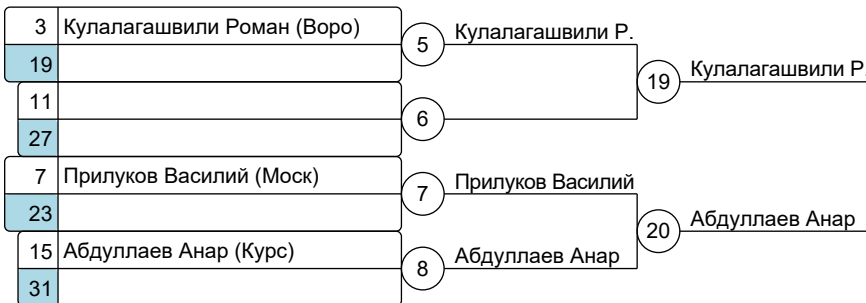 3 Кулалагашвили Роман (Воро)
19
5
Кулалагашвили Р.
11
27
6
19
Кулалагашвили Р.
7 Прилуков Василий (Моск)
23
7
Прилуков Василий
15 Абдуллаев Анар (Курс)
31
8
Абдуллаев Анар
20
Абдуллаев Анар